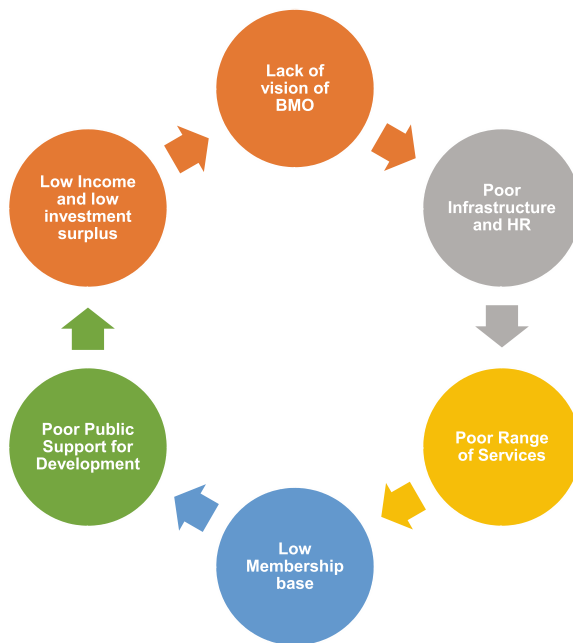 Lack of
vision of
BMO
Poor
Infrastructure
and HR
Poor Range
of Services
Low
Membership
base
Poor Public
Support for
Development
Low Income
and low
investment
surplus